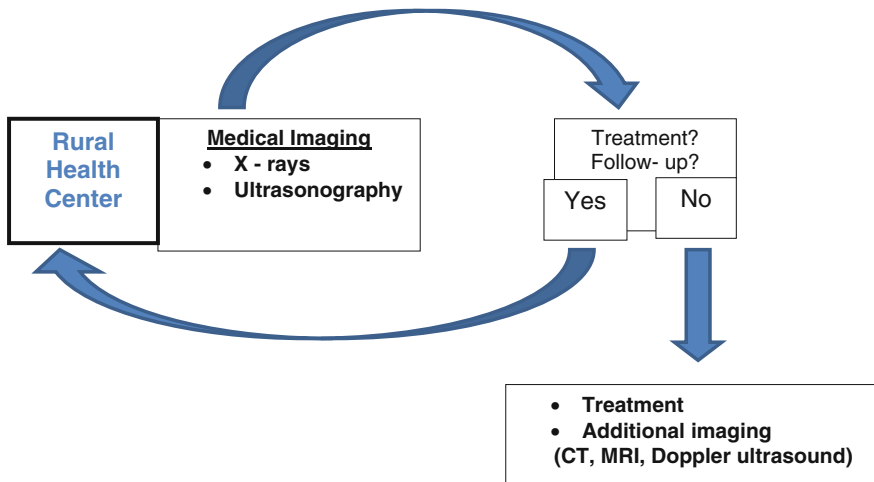 Rural
Health
Center
Medical Imaging
• X - rays
• Ultrasonography
Treatment?
Follow- up?
Yes
No
• Treatment
• Additional imaging
(CT, MRI, Doppler ultrasound)